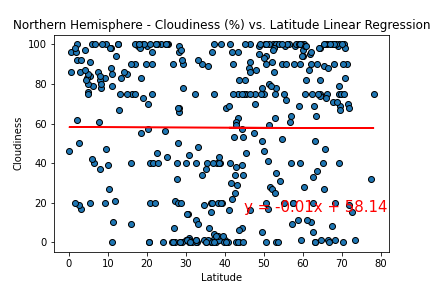 Northern Hemisphere - Cloudiness (%) vs. Latitude Linear Regression
100
80
60
40
20
0
Cloudiness
y = -0.01x + 58.14
0 10 20 30 40 50 60 70 80
Latitude